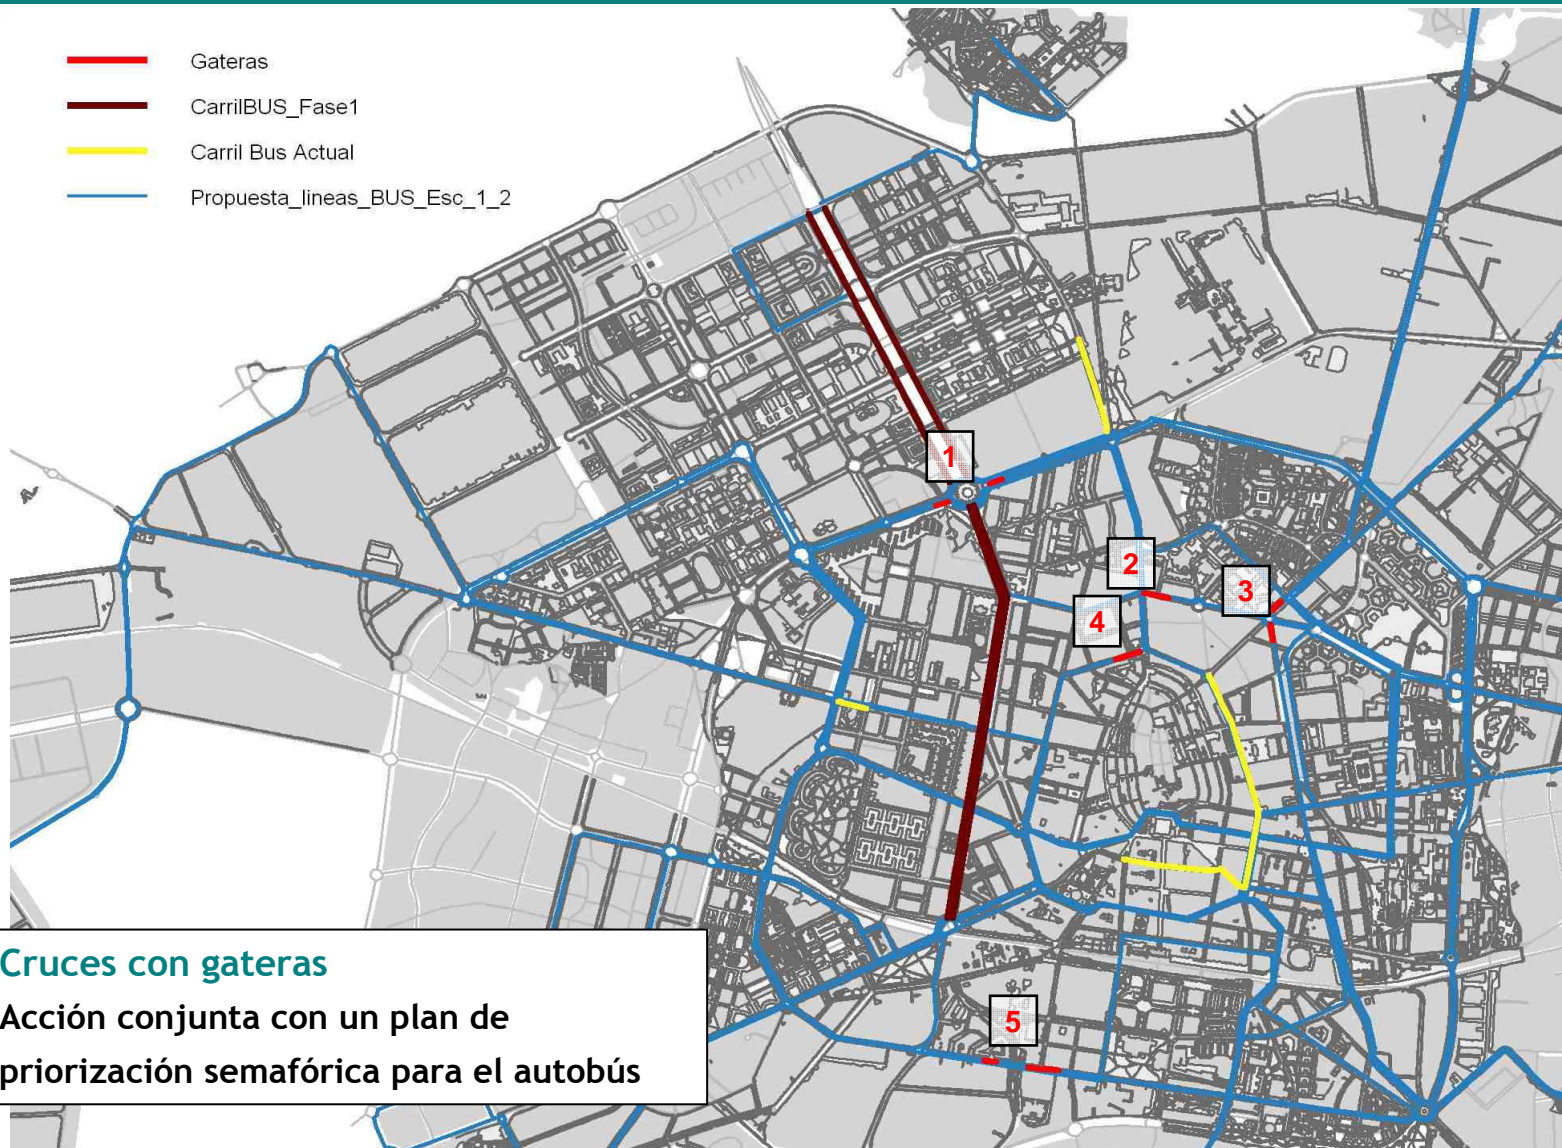 Gateras
CarrilBUS_Fase1
Carril Bus Actual
Propuesta_lineas_BUS_Esc_1_2
1
2
3
4
5
Cruces con gateras
Acción conjunta con un plan de
priorización semafórica para el autobús